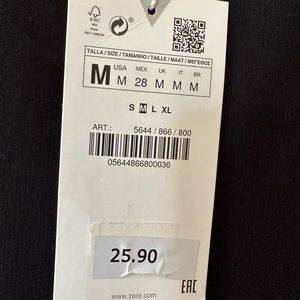 FSC
TALLA / SIZE / TAMANHO / TAILLE / MAAT / ΜΕΓΕΘΟΣ
M USA MEX UK IT BR
M 28 M M M
S M L XL
ART.: 5644 / 866 / 800
05644866800036
25.90
www.zara.com
EAC